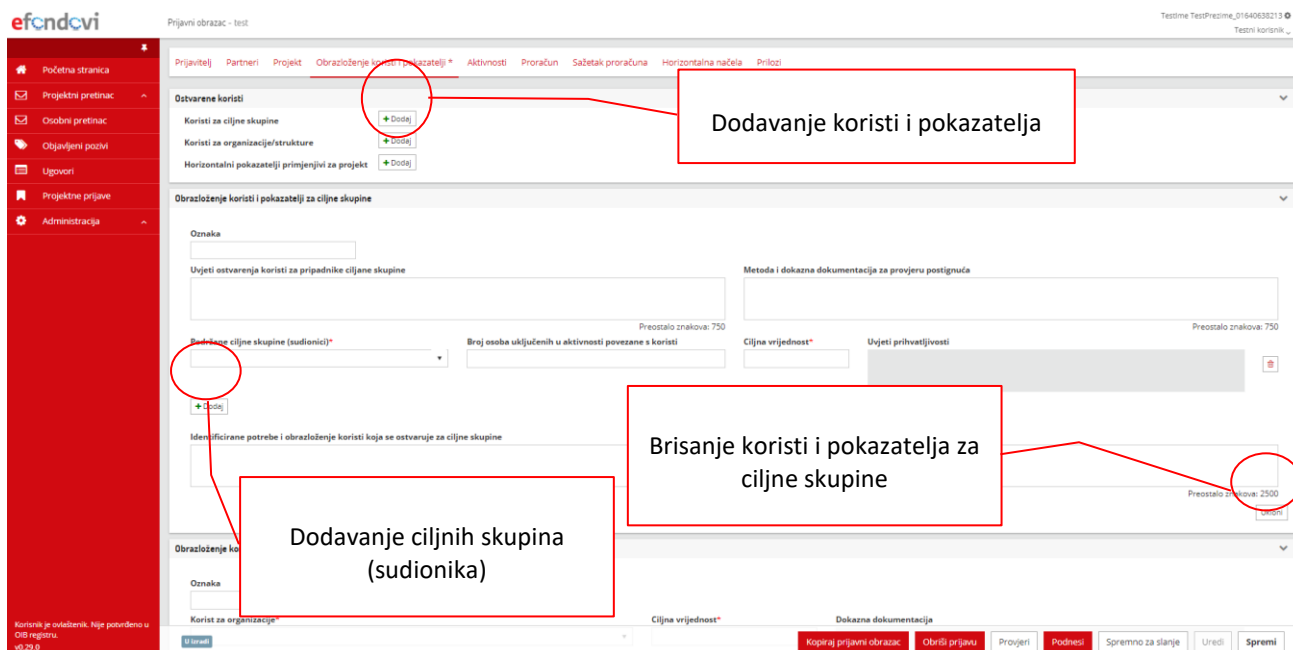 efondovi
Prijavni obrazac - test
TestIme TestPrezime_01640638213
Testni korisnik
Početna stranica
Projektni pretinac
Osobni pretinac
Objavljeni pozivi
Ugovori
Projektne prijave
Administracija
Korisnik je ovlaštenik. Nije potvrđeno u
OIB registru.
v0.29.0
Prijavitelj Partneri Projekt Obrazloženje koristi i pokazatelji * Aktivnosti Proračun Sažetak proračuna Horizontalna načela Prilozi
Ostvarene koristi
Koristi za ciljne skupine + Dodaj
Koristi za organizacije/strukture + Dodaj
Horizontalni pokazatelji primjenjivi za projekt + Dodaj
Dodavanje koristi i pokazatelja
Obrazloženje koristi i pokazatelji za ciljne skupine
Oznaka
Uvjeti ostvarenja koristi za pripadnike ciljane skupine Metoda i dokazna dokumentacija za provjeru postignuća
Preostalo znakova: 750 Preostalo znakova: 750
Podržane ciljne skupine (sudionici)* Broj osoba uključenih u aktivnosti povezane s koristi Ciljna vrijednost* Uvjeti prihvatljivosti
+ Dodaj
Identificirane potrebe i obrazloženje koristi koja se ostvaruje za ciljne skupine
Brisanje koristi i pokazatelja za
ciljne skupine
Preostalo znakova: 2500
Ukloni
Dodavanje ciljnih skupina
(sudionika)
Obrazloženje ko
Oznaka
Korist za organizacije* Ciljna vrijednost* Dokazna dokumentacija
U izradi Kopiraj prijavni obrazac Obriši prijavu Provjeri Podnesi Spremno za slanje Uredi Spremi